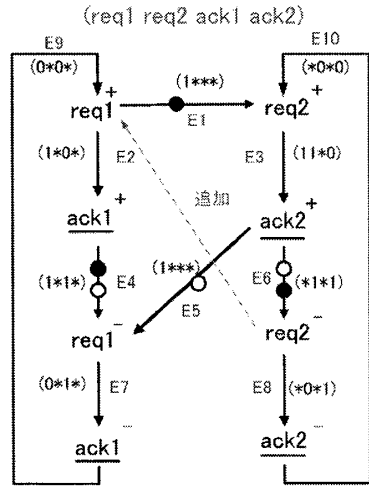 (req1 req2 ack1 ack2)
E9
E10
(0*0*)
(*0*0)
req1+
(1***)
E1
req2+
(1*0*)
E2
E3
(11*0)
追加
ack1+
ack2+
(1*1*)
E4
(1***)
E5
E6
(*1*1)
req1-
req2-
(0*1*)
E7
E8
(*0*1)
ack1-
ack2-